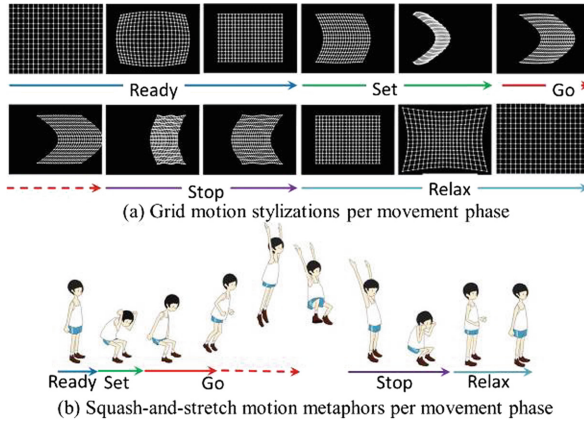 Ready Set Go
Stop Relax
(a) Grid motion stylizations per movement phase
Ready Set Go Stop Relax
(b) Squash-and-stretch motion metaphors per movement phase